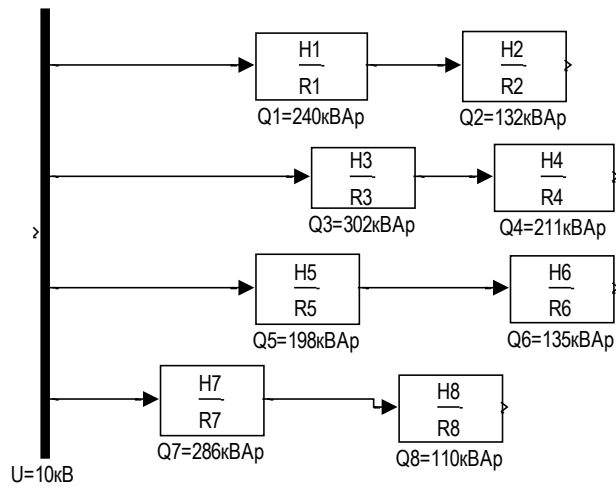 H1
R1
Q1=240кВАр
H2
R2
Q2=132кВАр
H3
R3
Q3=302кВАр
H4
R4
Q4=211кВАр
H5
R5
Q5=198кВАр
H6
R6
Q6=135кВАр
H7
R7
Q7=286кВАр
H8
R8
Q8=110кВАр
U=10кВ